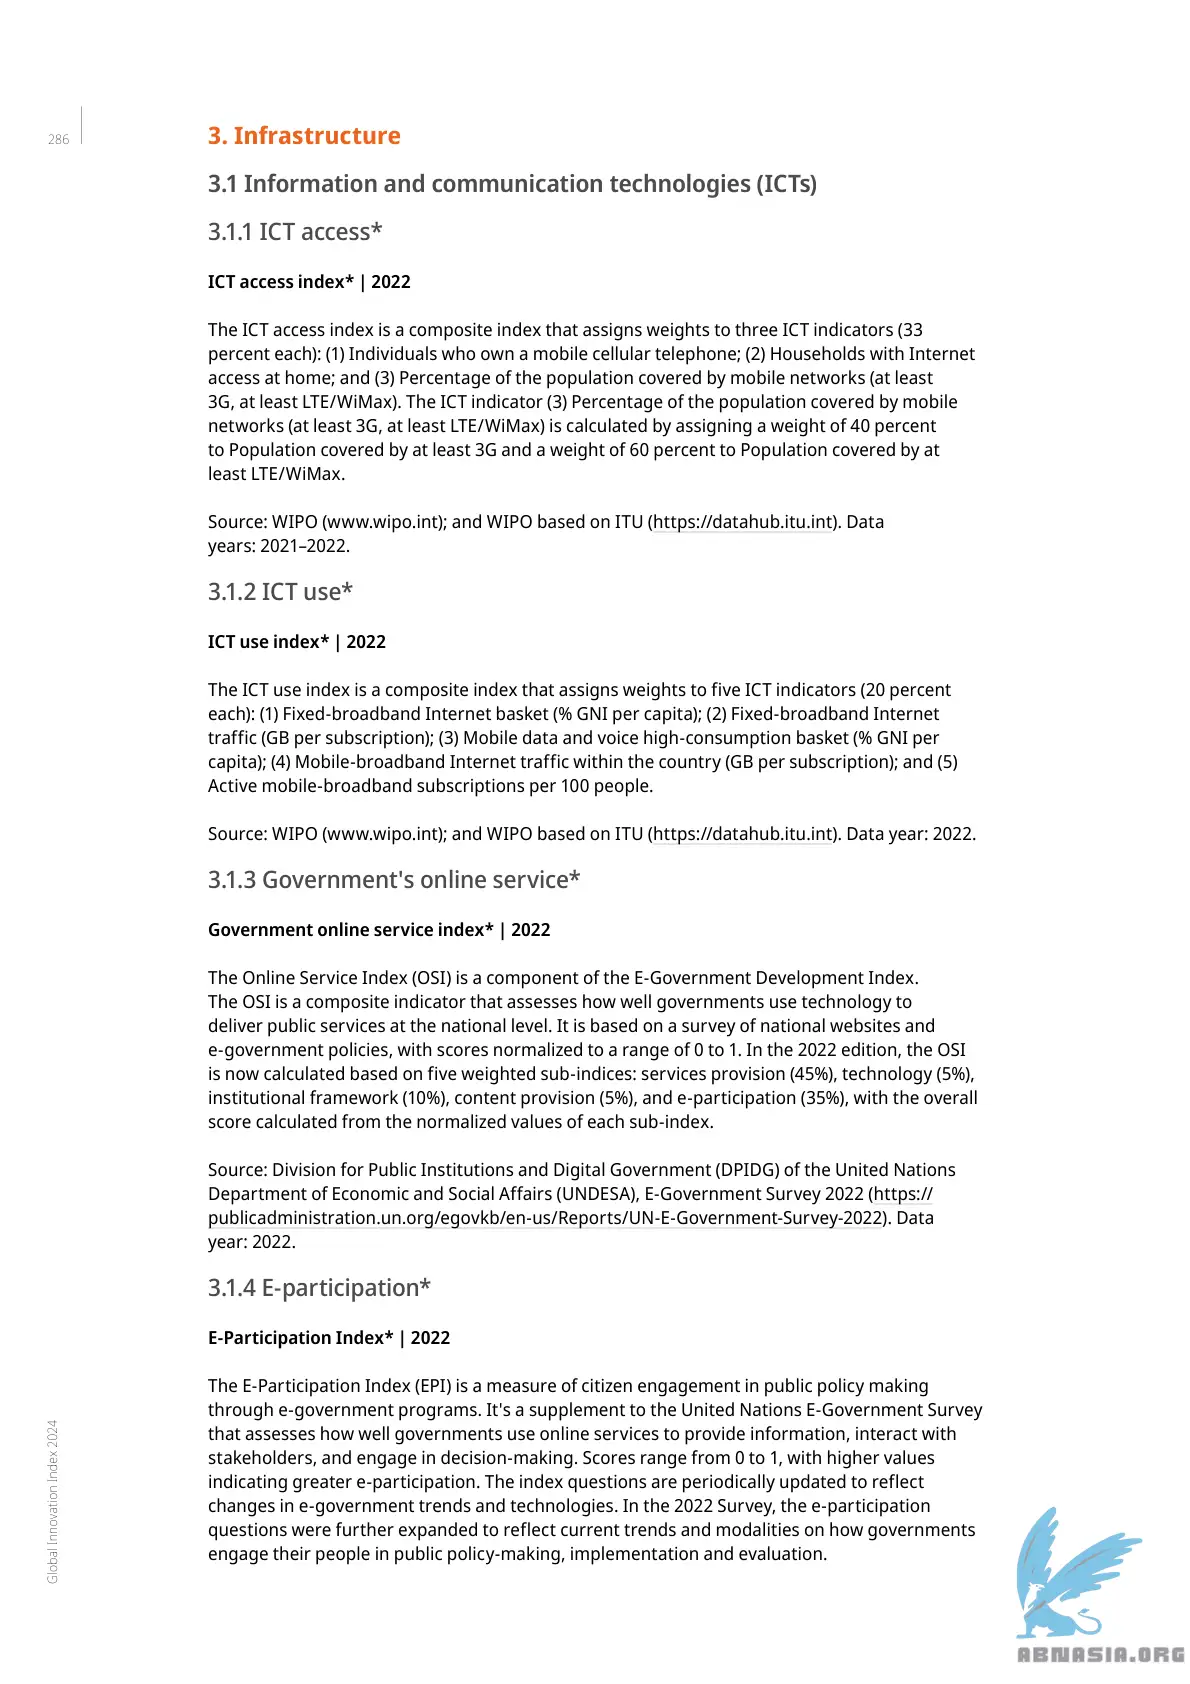 286
3. Infrastructure
3.1 Information and communication technologies (ICTs)
3.1.1 ICT access*
ICT access index* | 2022
The ICT access index is a composite index that assigns weights to three ICT indicators (33
percent each): (1) Individuals who own a mobile cellular telephone; (2) Households with Internet
access at home; and (3) Percentage of the population covered by mobile networks (at least
3G, at least LTE/WiMax). The ICT indicator (3) Percentage of the population covered by mobile
networks (at least 3G, at least LTE/WiMax) is calculated by assigning a weight of 40 percent
to Population covered by at least 3G and a weight of 60 percent to Population covered by at
least LTE/WiMax.
Source: WIPO (www.wipo.int); and WIPO based on ITU (https://datahub.itu.int). Data
years: 2021–2022.
3.1.2 ICT use*
ICT use index* | 2022
The ICT use index is a composite index that assigns weights to five ICT indicators (20 percent
each): (1) Fixed-broadband Internet basket (% GNI per capita); (2) Fixed-broadband Internet
traffic (GB per subscription); (3) Mobile data and voice high-consumption basket (% GNI per
capita); (4) Mobile-broadband Internet traffic within the country (GB per subscription); and (5)
Active mobile-broadband subscriptions per 100 people.
Source: WIPO (www.wipo.int); and WIPO based on ITU (https://datahub.itu.int). Data year: 2022.
3.1.3 Government's online service*
Government online service index* | 2022
The Online Service Index (OSI) is a component of the E-Government Development Index.
The OSI is a composite indicator that assesses how well governments use technology to
deliver public services at the national level. It is based on a survey of national websites and
e-government policies, with scores normalized to a range of 0 to 1. In the 2022 edition, the OSI
is now calculated based on five weighted sub-indices: services provision (45%), technology (5%),
institutional framework (10%), content provision (5%), and e-participation (35%), with the overall
score calculated from the normalized values of each sub-index.
Source: Division for Public Institutions and Digital Government (DPIDG) of the United Nations
Department of Economic and Social Affairs (UNDESA), E-Government Survey 2022 (https://
publicadministration.un.org/egovkb/en-us/Reports/UN-E-Government-Survey-2022). Data
year: 2022.
3.1.4 E-participation*
E-Participation Index* | 2022
The E-Participation Index (EPI) is a measure of citizen engagement in public policy making
through e-government programs. It's a supplement to the United Nations E-Government Survey
that assesses how well governments use online services to provide information, interact with
stakeholders, and engage in decision-making. Scores range from 0 to 1, with higher values
indicating greater e-participation. The index questions are periodically updated to reflect
changes in e-government trends and technologies. In the 2022 Survey, the e-participation
questions were further expanded to reflect current trends and modalities on how governments
engage their people in public policy-making, implementation and evaluation.
Global Innovation Index 2024
ABNASIA.ORG